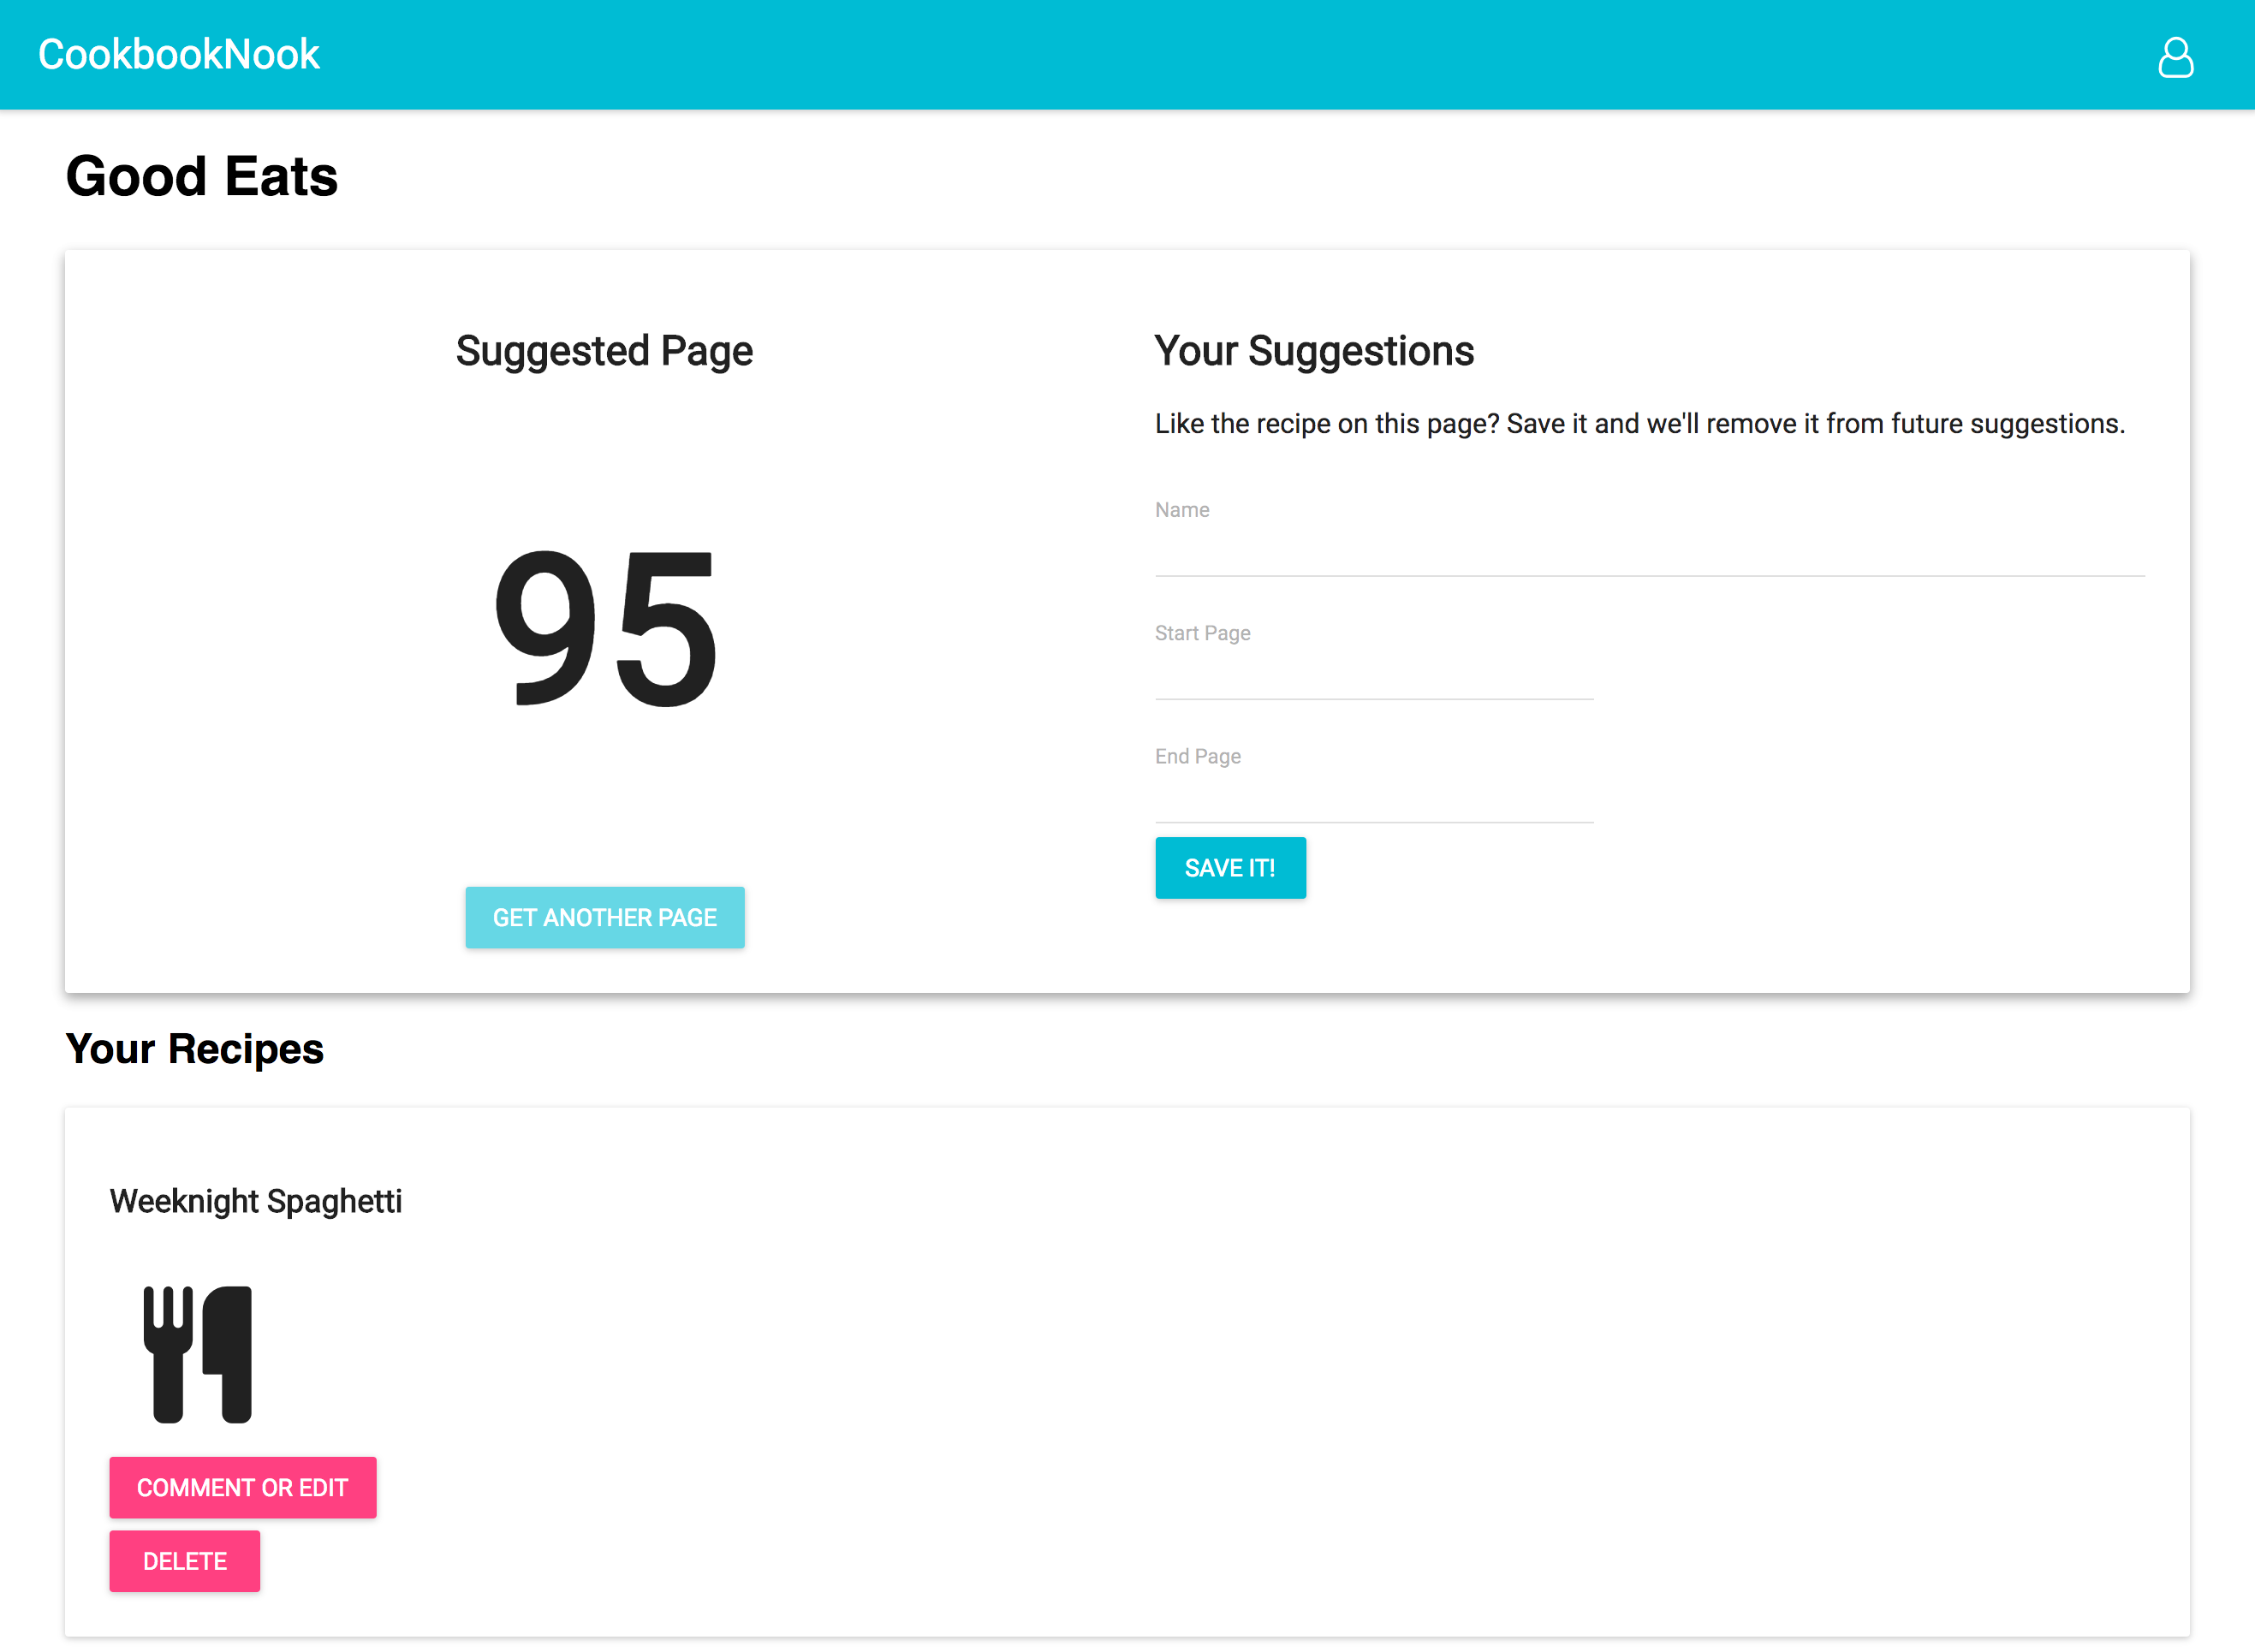 CookbookNook
Good Eats
Suggested Page
95
GET ANOTHER PAGE
Your Suggestions
Like the recipe on this page? Save it and we'll remove it from future suggestions.
Name
Start Page
End Page
SAVE IT!
Your Recipes
Weeknight Spaghetti
COMMENT OR EDIT
DELETE